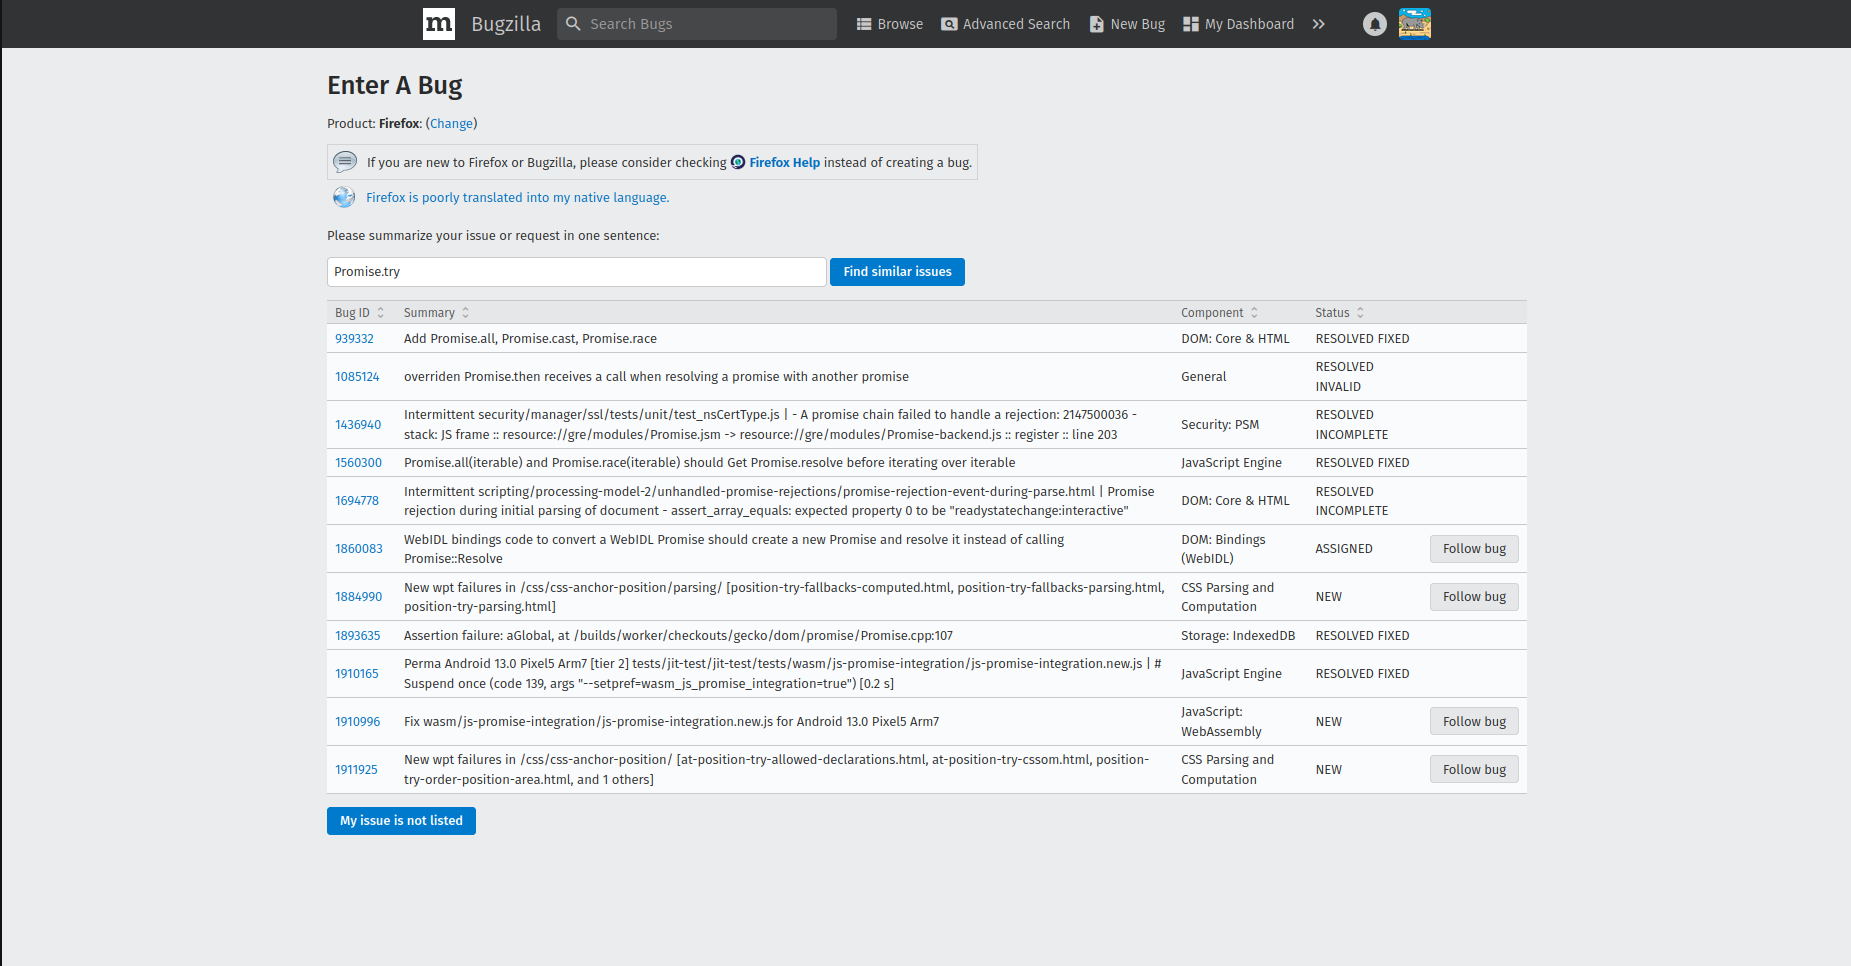 m Bugzilla Search Bugs Browse Advanced Search New Bug My Dashboard
Enter A Bug
Product: Firefox: (Change)
If you are new to Firefox or Bugzilla, please consider checking Firefox Help instead of creating a bug.
Firefox is poorly translated into my native language.
Please summarize your issue or request in one sentence:
Promise.try Find similar issues
Bug ID Summary Component Status
939332 Add Promise.all, Promise.cast, Promise.race DOM: Core & HTML RESOLVED FIXED
1085124 overriden Promise.then receives a call when resolving a promise with another promise General RESOLVED
INVALID
1436940 Intermittent security/manager/ssl/tests/unit/test_nsCertType.js | - A promise chain failed to handle a rejection: 2147500036 -
stack: JS frame :: resource://gre/modules/Promise.jsm -> resource://gre/modules/Promise-backend.js :: register :: line 203
Security: PSM
RESOLVED
INCOMPLETE
1560300 Promise.all(iterable) and Promise.race(iterable) should Get Promise.resolve before iterating over iterable JavaScript Engine RESOLVED FIXED
1694778 Intermittent scripting/processing-model-2/unhandled-promise-rejections/promise-rejection-event-during-parse.html | Promise
rejection during initial parsing of document - assert_array_equals: expected property 0 to be "readystatechange:interactive"
DOM: Core & HTML
RESOLVED
INCOMPLETE
1860083 WebIDL bindings code to convert a WebIDL Promise should create a new Promise and resolve it instead of calling
Promise::Resolve
DOM: Bindings
(WebIDL)
ASSIGNED Follow bug
1884990 New wpt failures in /css/css-anchor-position/parsing/ [position-try-fallbacks-computed.html, position-try-fallbacks-parsing.html,
position-try-parsing.html]
CSS Parsing and
Computation
NEW Follow bug
1893635 Assertion failure: aGlobal, at /builds/worker/checkouts/gecko/dom/promise/Promise.cpp:107 Storage: IndexedDB RESOLVED FIXED
1910165 Perma Android 13.0 Pixel5 Arm7 [tier 2] tests/jit-test/jit-test/tests/wasm/js-promise-integration/js-promise-integration.new.js | #
Suspend once (code 139, args "--setpref=wasm_js_promise_integration=true") [0.2 s]
JavaScript Engine RESOLVED FIXED
1910996 Fix wasm/js-promise-integration/js-promise-integration.new.js for Android 13.0 Pixel5 Arm7
JavaScript:
WebAssembly
NEW Follow bug
1911925 New wpt failures in /css/css-anchor-position/ [at-position-try-allowed-declarations.html, at-position-try-cssom.html, position-
try-order-position-area.html, and 1 others]
CSS Parsing and
Computation
NEW Follow bug
My issue is not listed